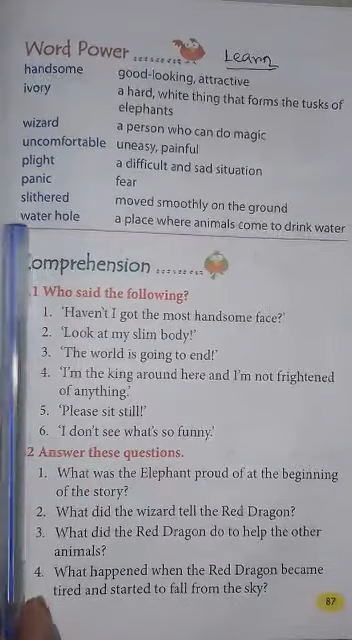 Word Power ......... Learn
handsome good-looking, attractive
ivory a hard, white thing that forms the tusks of
elephants
wizard a person who can do magic
uncomfortable uneasy, painful
plight a difficult and sad situation
panic fear
slithered moved smoothly on the ground
water hole a place where animals come to drink water
omprehension .........
.1 Who said the following?
1. 'Haven't I got the most handsome face?'
2. 'Look at my slim body!'
3. 'The world is going to end!'
4. 'I'm the king around here and I'm not frightened
of anything.'
5. 'Please sit still!'
6. 'I don't see what's so funny.'
2 Answer these questions.
1. What was the Elephant proud of at the beginning
of the story?
2. What did the wizard tell the Red Dragon?
3. What did the Red Dragon do to help the other
animals?
4. What happened when the Red Dragon became
tired and started to fall from the sky?
87